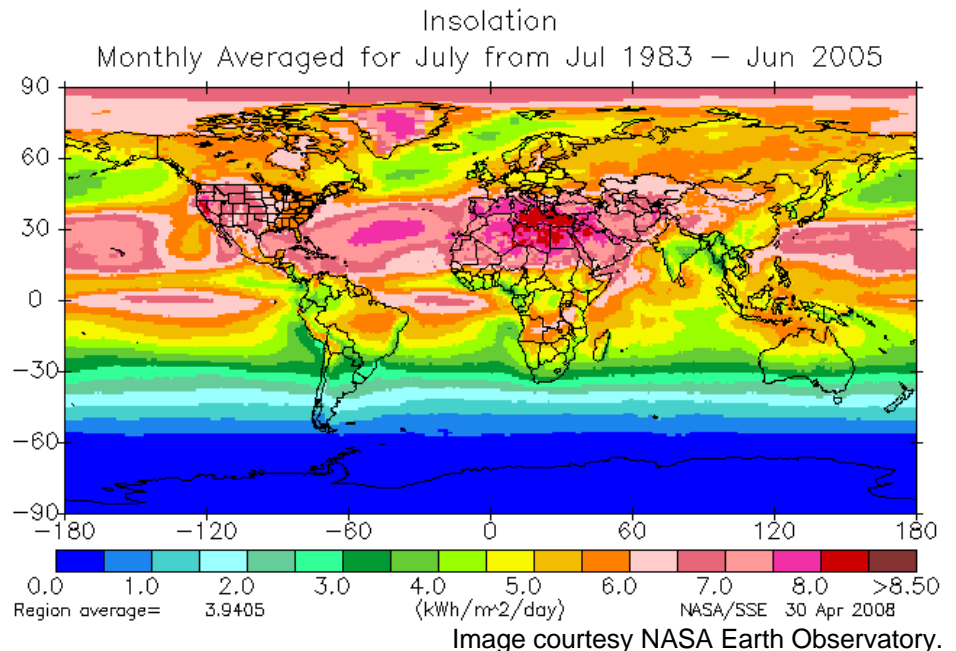 Insolation
Monthly Averaged for July from Jul 1983 – Jun 2005
90
60
30
0
−30
−60
−90
−180 −120 −60 0 60 120 180
0.0 1.0 2.0 3.0 4.0 5.0 6.0 7.0 8.0 >8.50
Region average= 3.9405 (kWh/m^2/day) NASA/SSE 30 Apr 2008
Image courtesy NASA Earth Observatory.